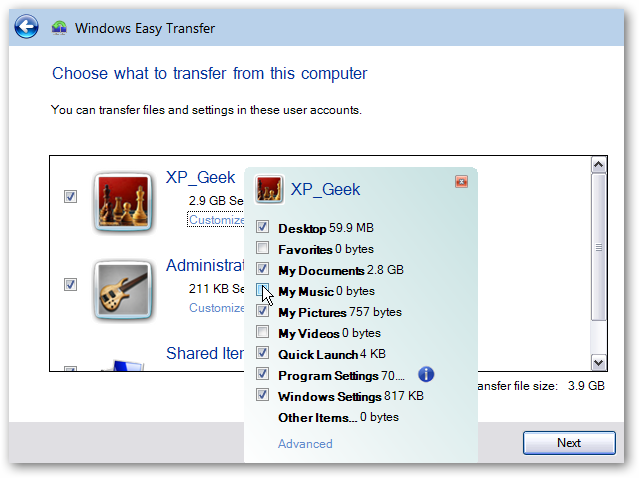 Windows Easy Transfer
Choose what to transfer from this computer
You can transfer files and settings in these user accounts.
XP_Geek
2.9 GB Se
Customize
Administrat
211 KB Se
Customize
Shared Iter
XP_Geek
Desktop 59.9 MB
Favorites 0 bytes
My Documents 2.8 GB
My Music 0 bytes
My Pictures 757 bytes
My Videos 0 bytes
Quick Launch 4 KB
Program Settings 70....
Windows Settings 817 KB
Other Items... 0 bytes
Advanced
ansfer file size: 3.9 GB
Next